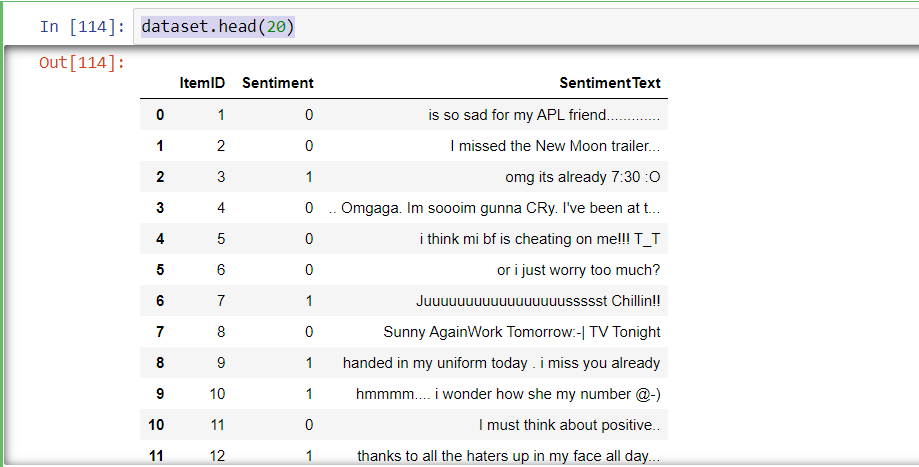 In [114]: dataset.head(20)
Out[114]:
ItemID Sentiment SentimentText
0 1 0 is so sad for my APL friend.............
1 2 0 I missed the New Moon trailer...
2 3 1 omg its already 7:30 :O
3 4 0 .. Omgaga. Im sooo im gunna CRy. I've been at t...
4 5 0 i think mi bf is cheating on me!!! T_T
5 6 0 or i just worry too much?
6 7 1 Juuuuuuuuuuuuuuuuussssst Chillin!!
7 8 0 Sunny AgainWork Tomorrow:-| TV Tonight
8 9 1 handed in my uniform today . i miss you already
9 10 1 hmmmm.... i wonder how she my number @-)
10 11 0 I must think about positive..
11 12 1 thanks to all the haters up in my face all day...